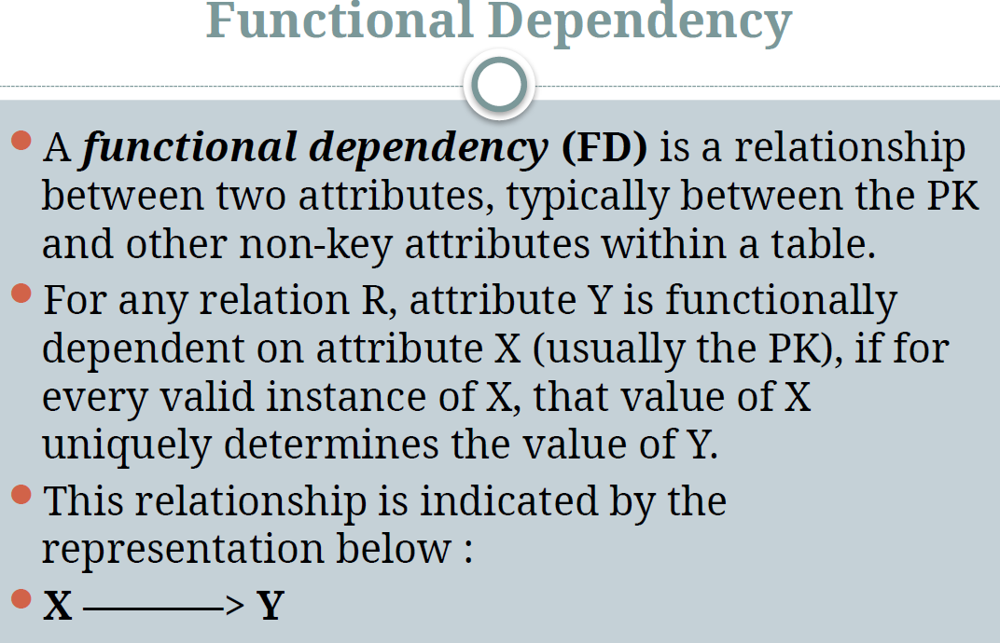 Functional Dependency
• A functional dependency (FD) is a relationship
between two attributes, typically between the PK
and other non-key attributes within a table.
• For any relation R, attribute Y is functionally
dependent on attribute X (usually the PK), if for
every valid instance of X, that value of X
uniquely determines the value of Y.
• This relationship is indicated by the
representation below :
• X ————> Y